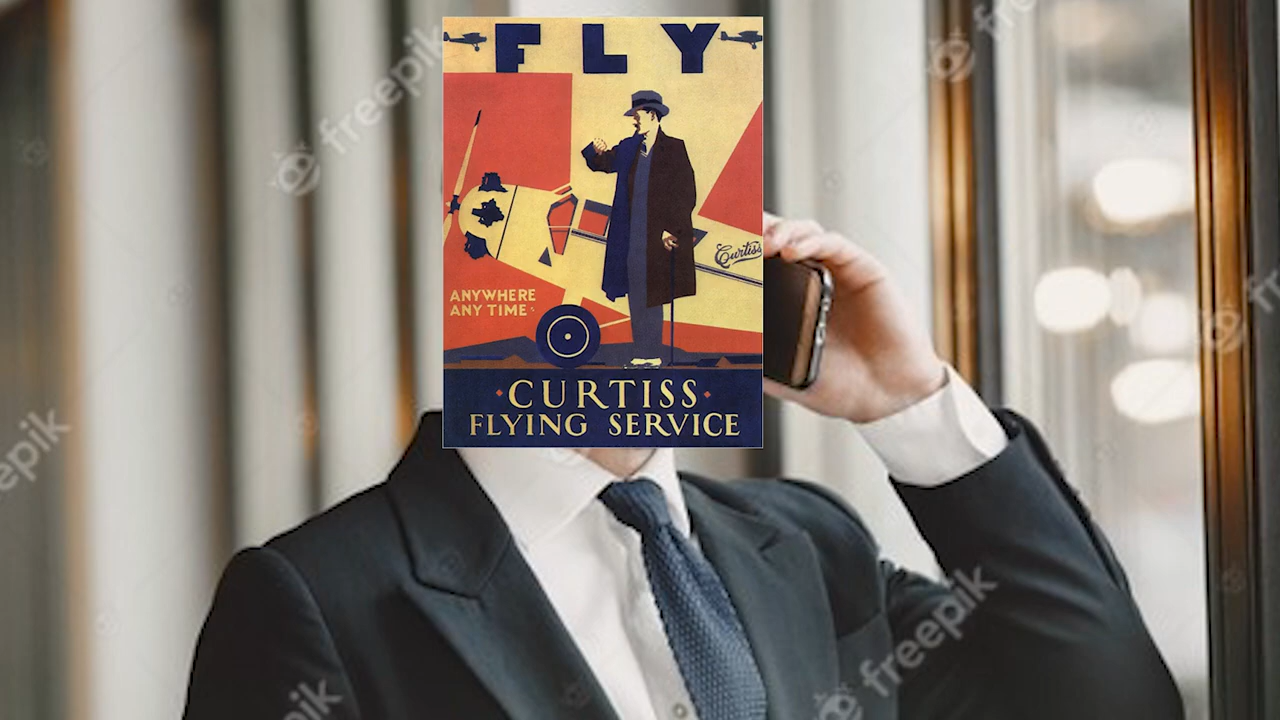 FLY
Curtiss
ANYWHERE
ANY TIME
·CURTISS·
FLYING SERVICE
freepik
freepik
freepik
freepik
freepik
freepik